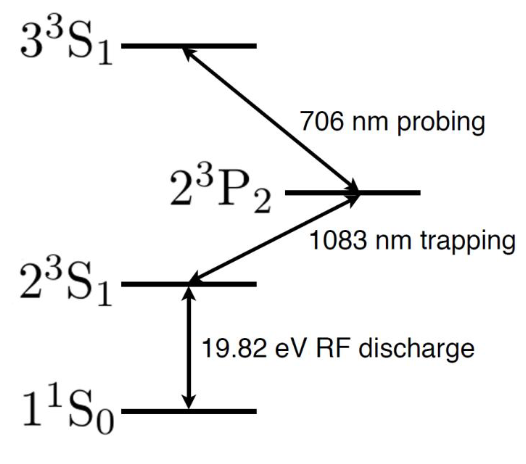 3³S₁
706 nm probing
2³P₂
1083 nm trapping
2³S₁
19.82 eV RF discharge
1¹S₀